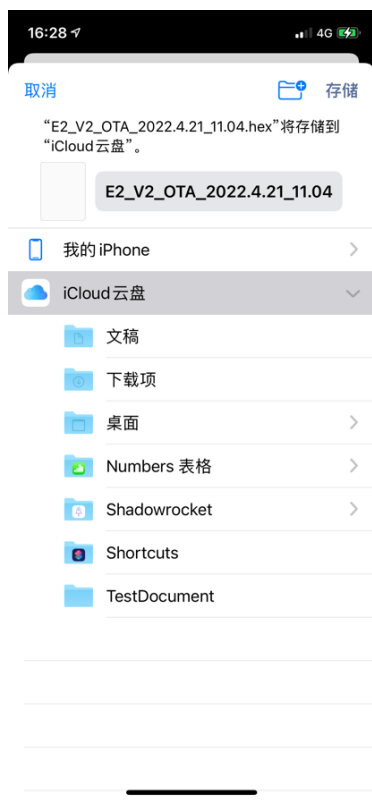 16:28
4G
取消
存储
“E2_V2_OTA_2022.4.21_11.04.hex”将存储到
“iCloud云盘”。
E2_V2_OTA_2022.4.21_11.04
我的 iPhone
iCloud云盘
文稿
下载项
桌面
Numbers 表格
Shadowrocket
Shortcuts
TestDocument